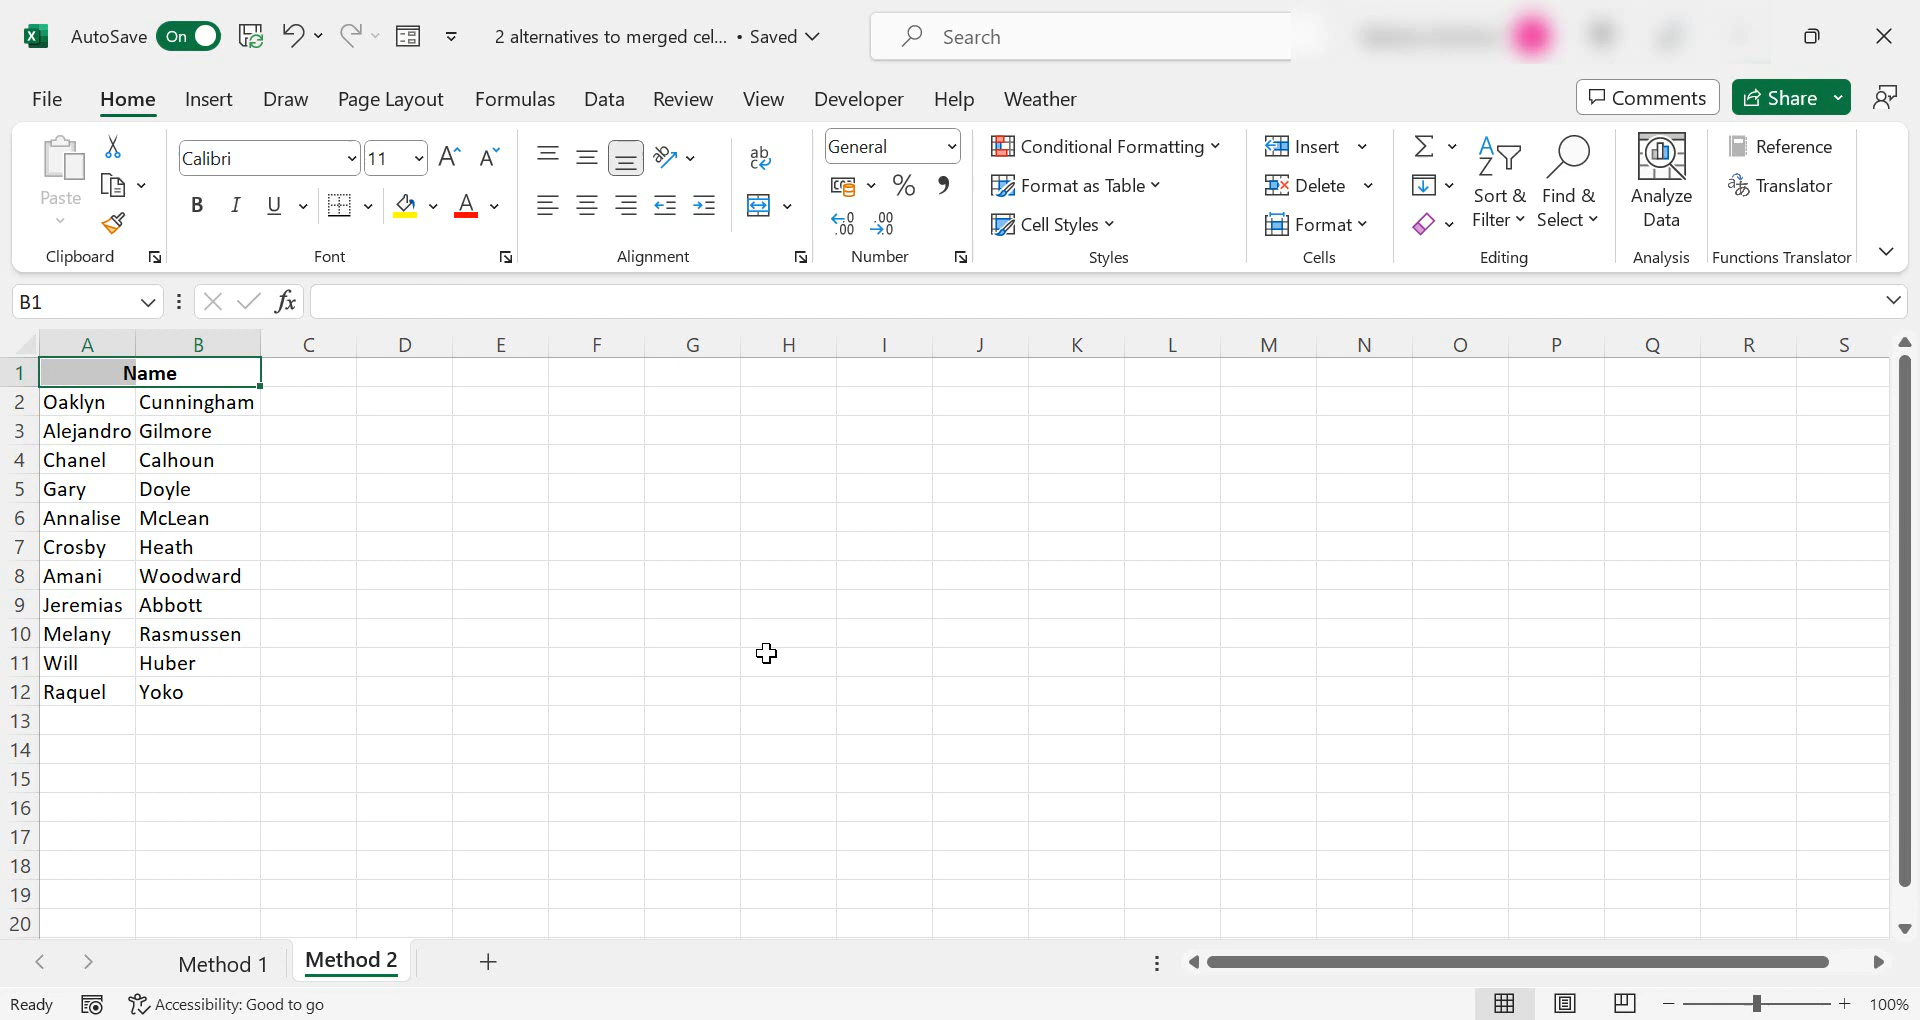 AutoSave On 2 alternatives to merged cel... • Saved Search
File Home Insert Draw Page Layout Formulas Data Review View Developer Help Weather Comments Share
Paste Calibri 11 General Conditional Formatting Insert Reference
B I U A % , Format as Table Delete Sort & Filter Find & Select Analyze Data Translator
Cell Styles Format
Clipboard Font Alignment Number Styles Cells Editing Analysis Functions Translator
B1 fx
A B C D E F G H I J K L M N O P Q R S
1 Name
2 Oaklyn Cunningham
3 Alejandro Gilmore
4 Chanel Calhoun
5 Gary Doyle
6 Annalise McLean
7 Crosby Heath
8 Amani Woodward
9 Jeremias Abbott
10 Melany Rasmussen
11 Will Huber
12 Raquel Yoko
13
14
15
16
17
18
19
20
Method 1 Method 2
Ready Accessibility: Good to go 100%